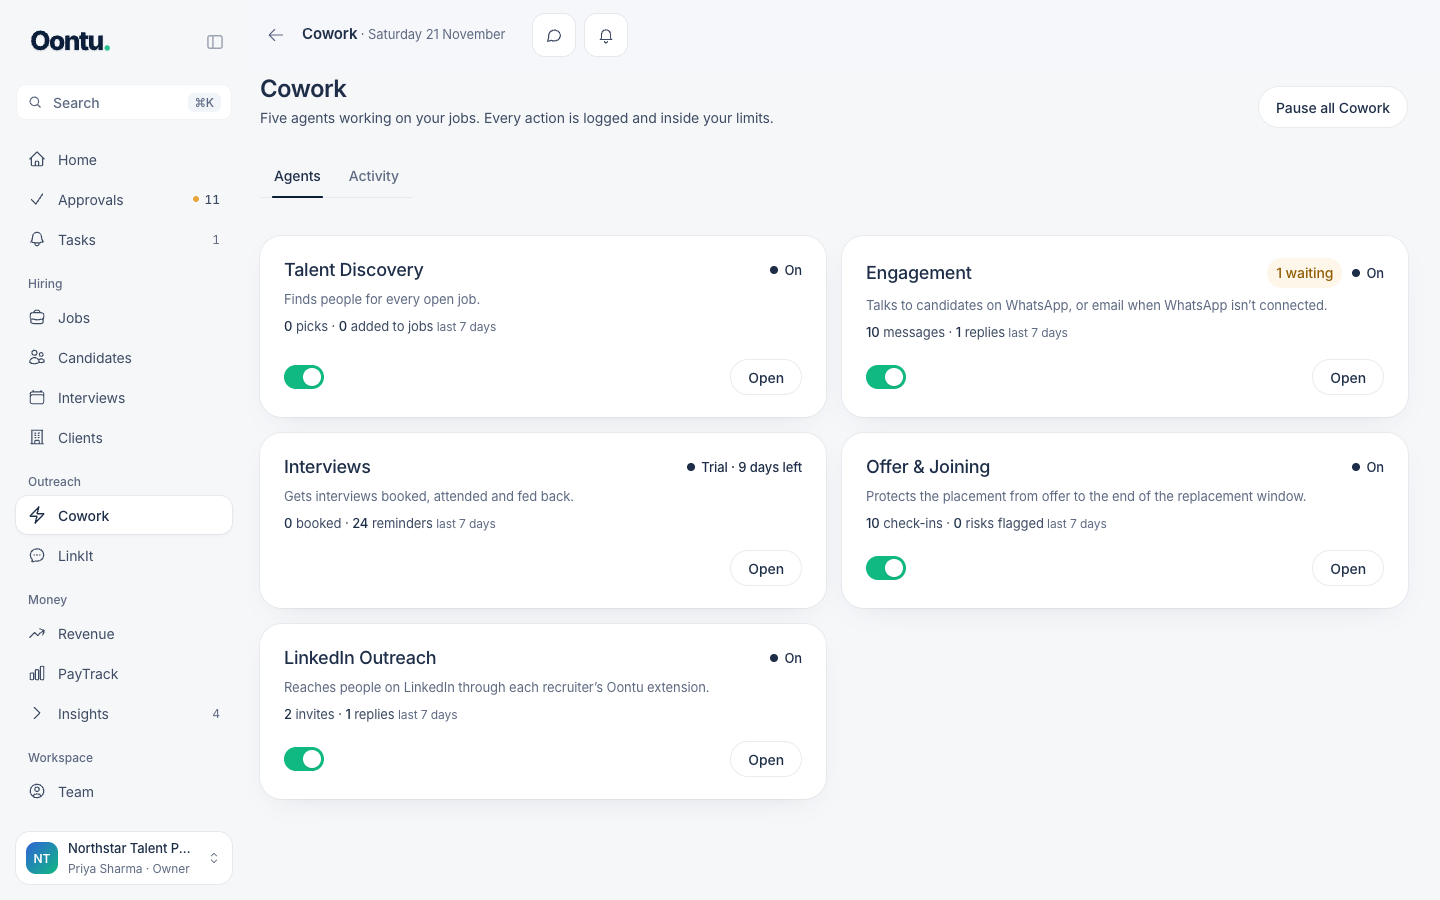 Oontu.
Search
⌘K
Home
Approvals
11
Tasks
1
Hiring
Jobs
Candidates
Interviews
Clients
Outreach
Cowork
LinkIt
Money
Revenue
PayTrack
Insights
4
Workspace
Team
NT
Northstar Talent P...
Priya Sharma · Owner
Cowork · Saturday 21 November
Cowork
Five agents working on your jobs. Every action is logged and inside your limits.
Pause all Cowork
Agents
Activity
Talent Discovery
On
Finds people for every open job.
0 picks · 0 added to jobs last 7 days
Open
Engagement
1 waiting
On
Talks to candidates on WhatsApp, or email when WhatsApp isn’t connected.
10 messages · 1 replies last 7 days
Open
Interviews
Trial · 9 days left
Gets interviews booked, attended and fed back.
0 booked · 24 reminders last 7 days
Open
Offer & Joining
On
Protects the placement from offer to the end of the replacement window.
10 check-ins · 0 risks flagged last 7 days
Open
LinkedIn Outreach
On
Reaches people on LinkedIn through each recruiter’s Oontu extension.
2 invites · 1 replies last 7 days
Open